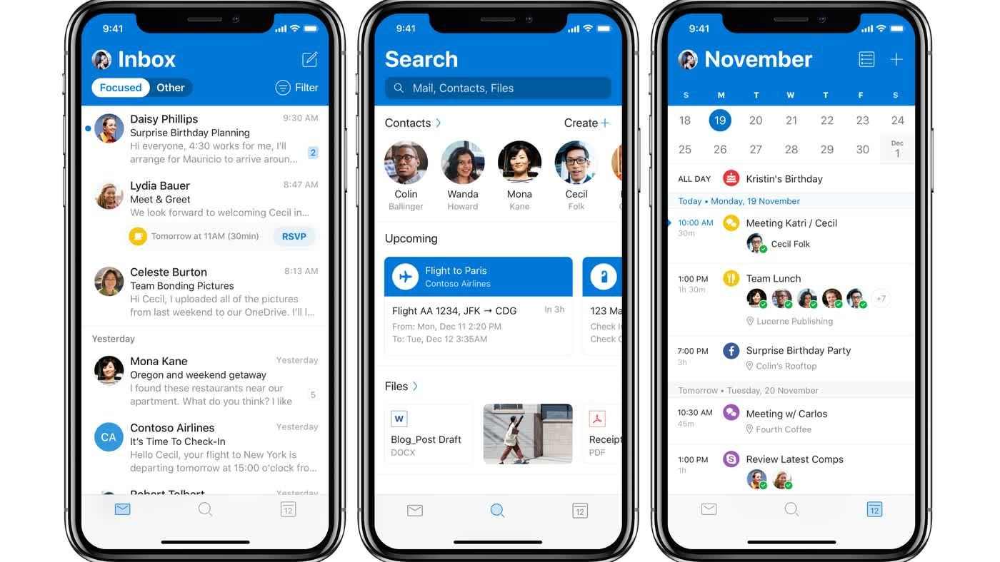 9:41
Inbox
Focused Other Filter
Daisy Phillips 9:30 AM
Surprise Birthday Planning
Hi everyone, 4:30 works for me, I'll
arrange for Mauricio to arrive aroun... 2
Lydia Bauer 8:47 AM
Meet & Greet
We look forward to welcoming Cecil in...
Tomorrow at 11AM (30min) RSVP
Celeste Burton 8:13 AM
Team Bonding Pictures
Hi Cecil, I uploaded all of the pictures
from last weekend to our OneDrive. I'll l...
Yesterday
Mona Kane Yesterday
Oregon and weekend getaway
I found these restaurants near our
apartment. What do you think? I like 5
CA
Contoso Airlines Yesterday
It's Time To Check-In
Hello Cecil, your flight to New York is
departing tomorrow at 15:00 o'clock fro...
Robert Tolbert Yesterday
12
9:41
Search
Mail, Contacts, Files
Contacts Create
Colin Wanda Mona Cecil
Ballinger Howard Kane Folk
Upcoming
Flight to Paris
Contoso Airlines
Flight AA 1234, JFK → CDG In 3h
From: Mon, Dec 11 2:20 PM
To: Tue, Dec 12 3:35AM
123 Ma
Check I
Check
Files
W
Blog_Post Draft
DOCX
Receipt
PDF
12
9:41
November
S M T W T F S
18 19 20 21 22 23 24
25 26 27 28 29 30 Dec 1
ALL DAY Kristin's Birthday
Today • Monday, 19 November
10:00 AM Meeting Katri / Cecil
30m
Cecil Folk
1:00 PM Team Lunch
1h 30m
+7
Lucerne Publishing
7:00 PM f Surprise Birthday Party
3h Colin's Rooftop
Tomorrow • Tuesday, 20 November
10:30 AM Meeting w/ Carlos
45m Fourth Coffee
1:00 PM S Review Latest Comps
1h
12